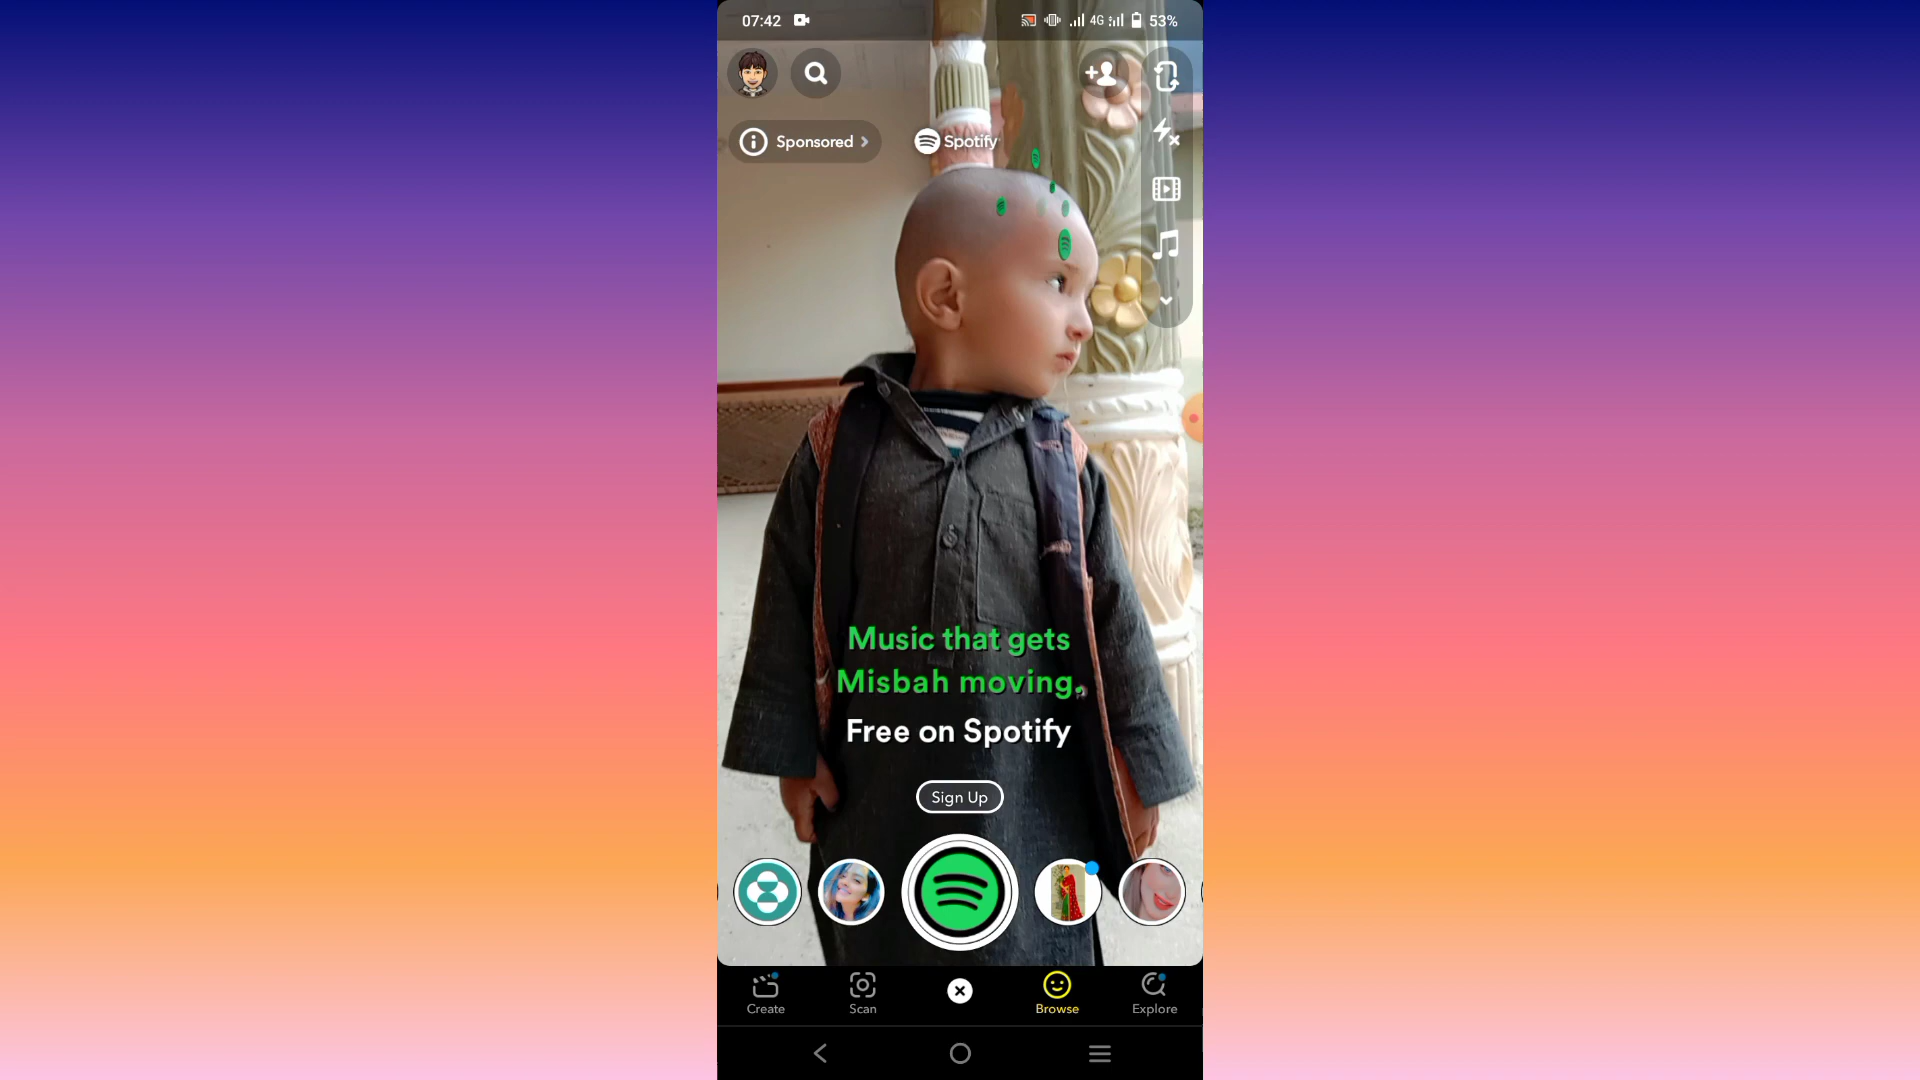 07:42
4G
53%
Sponsored
Spotify
Music that gets
Misbah moving.
Free on Spotify
Sign Up
Create
Scan
Browse
Explore